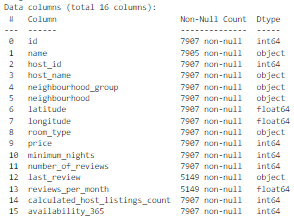 Data columns (total 16 columns):
 #   Column                          Non-Null Count  Dtype
---  ------                          --------------  -----
 0   id                              7907 non-null   int64
 1   name                            7905 non-null   object
 2   host_id                         7907 non-null   int64
 3   host_name                       7907 non-null   object
 4   neighbourhood_group             7907 non-null   object
 5   neighbourhood                   7907 non-null   object
 6   latitude                        7907 non-null   float64
 7   longitude                       7907 non-null   float64
 8   room_type                       7907 non-null   object
 9   price                           7907 non-null   int64
 10  minimum_nights                  7907 non-null   int64
 11  number_of_reviews               7907 non-null   int64
 12  last_review                     5149 non-null   object
 13  reviews_per_month               5149 non-null   float64
 14  calculated_host_listings_count  7907 non-null   int64
 15  availability_365                7907 non-null   int64